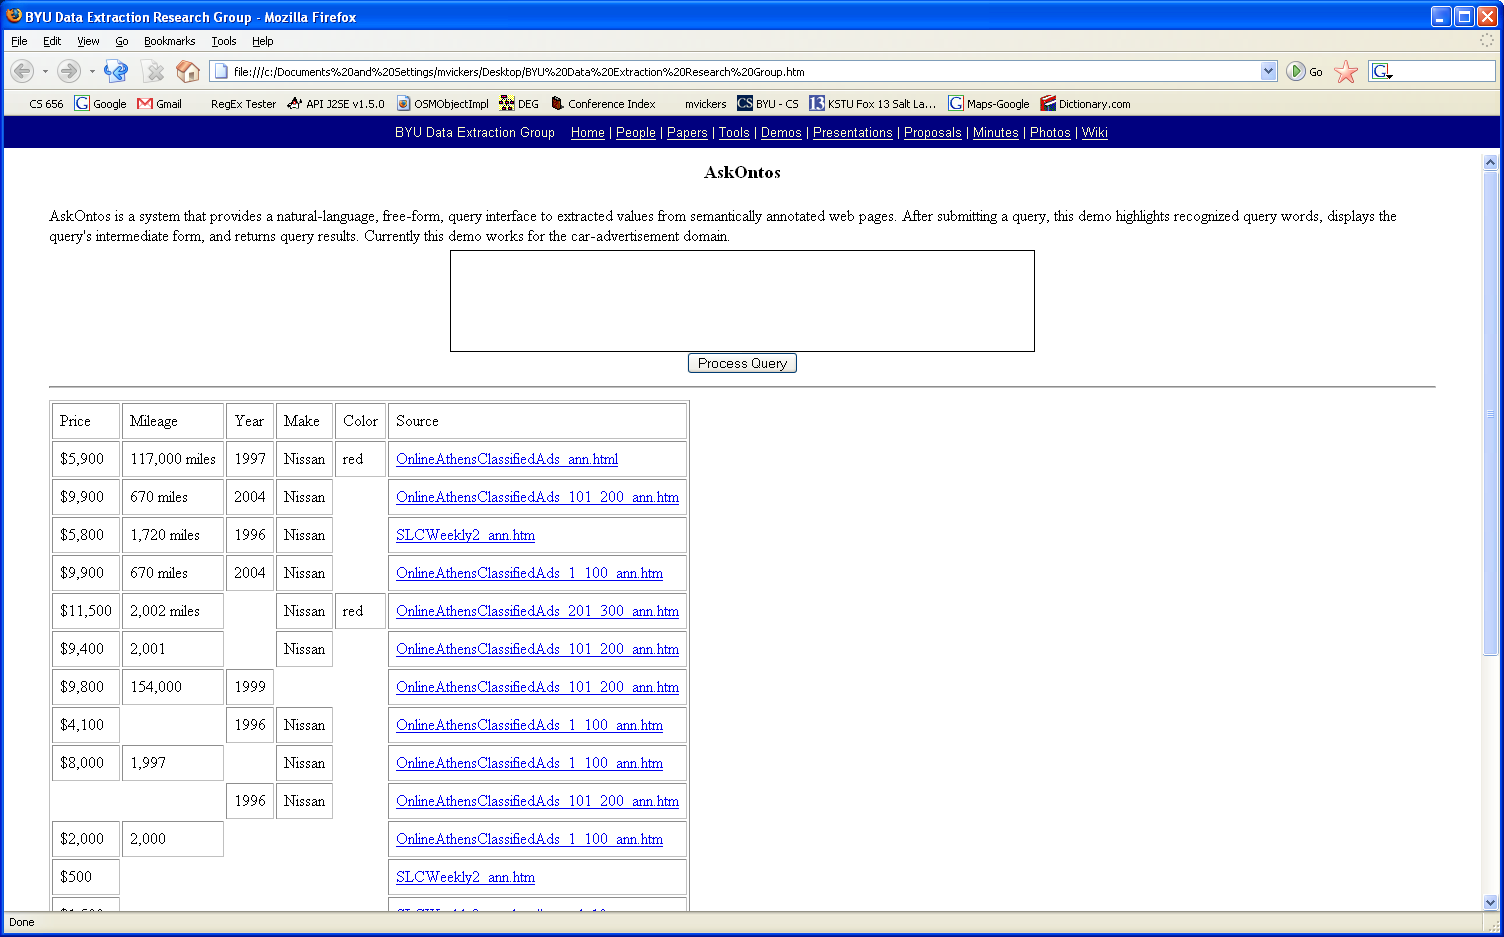 BYU Data Extraction Research Group - Mozilla Firefox
File Edit View Go Bookmarks Tools Help
file:///c:/Documents%20and%20Settings/mvickers/Desktop/BYU%20Data%20Extraction%20Research%20Group.htm Go G
CS 656 Google Gmail RegEx Tester API J2SE v1.5.0 OSMObjectImpl DEG Conference Index mvickers BYU - CS KSTU Fox 13 Salt La... Maps-Google Dictionary.com
BYU Data Extraction Group Home | People | Papers | Tools | Demos | Presentations | Proposals | Minutes | Photos | Wiki
AskOntos
AskOntos is a system that provides a natural-language, free-form, query interface to extracted values from semantically annotated web pages. After submitting a query, this demo highlights recognized query words, displays the
query's intermediate form, and returns query results. Currently this demo works for the car-advertisement domain.
Process Query
Price Mileage Year Make Color Source
$5,900 117,000 miles 1997 Nissan red OnlineAthensClassifiedAds_ann.html
$9,900 670 miles 2004 Nissan OnlineAthensClassifiedAds_101_200_ann.htm
$5,800 1,720 miles 1996 Nissan SLCWeekly2_ann.htm
$9,900 670 miles 2004 Nissan OnlineAthensClassifiedAds_1_100_ann.htm
$11,500 2,002 miles Nissan red OnlineAthensClassifiedAds_201_300_ann.htm
$9,400 2,001 Nissan OnlineAthensClassifiedAds_101_200_ann.htm
$9,800 154,000 1999 OnlineAthensClassifiedAds_101_200_ann.htm
$4,100 1996 Nissan OnlineAthensClassifiedAds_1_100_ann.htm
$8,000 1,997 Nissan OnlineAthensClassifiedAds_1_100_ann.htm
1996 Nissan OnlineAthensClassifiedAds_101_200_ann.htm
$2,000 2,000 OnlineAthensClassifiedAds_1_100_ann.htm
$500 SLCWeekly2_ann.htm
Done